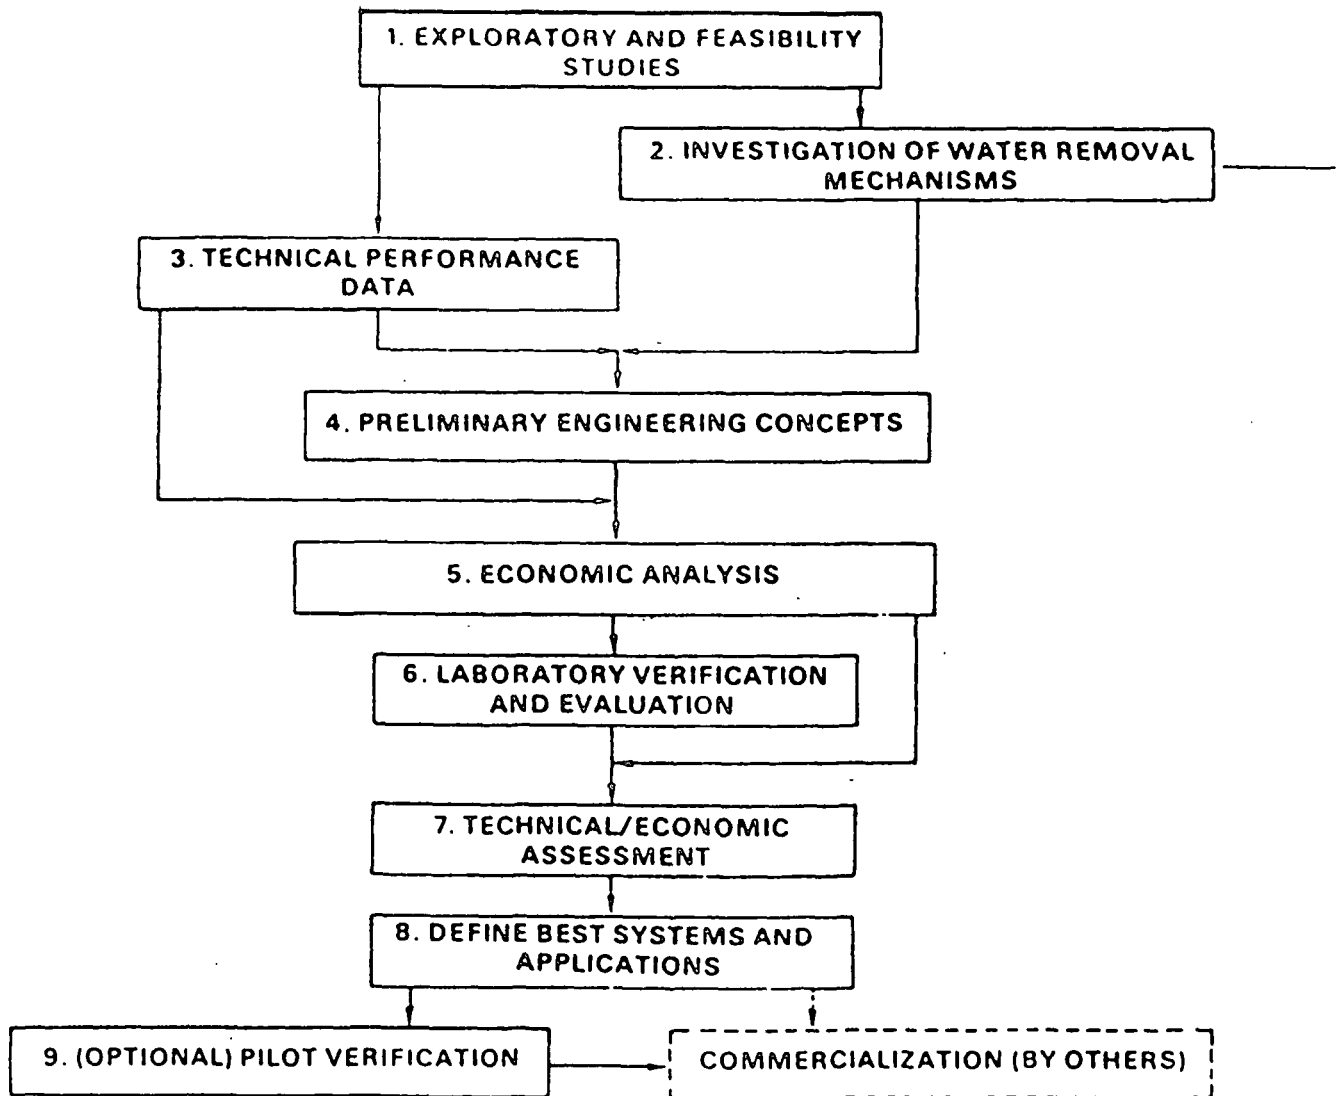 1. EXPLORATORY AND FEASIBILITY
STUDIES
2. INVESTIGATION OF WATER REMOVAL
MECHANISMS
3. TECHNICAL PERFORMANCE
DATA
4. PRELIMINARY ENGINEERING CONCEPTS
5. ECONOMIC ANALYSIS
6. LABORATORY VERIFICATION
AND EVALUATION
7. TECHNICAL/ECONOMIC
ASSESSMENT
8. DEFINE BEST SYSTEMS AND
APPLICATIONS
9. (OPTIONAL) PILOT VERIFICATION
COMMERCIALIZATION (BY OTHERS)